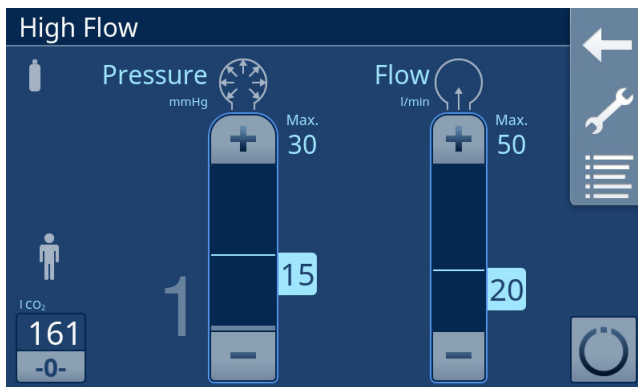 High Flow
Pressure
mmHg
Flow
l/min
+
Max.
30
+
Max.
50
15
20
1
l CO₂
161
-0-
−
−